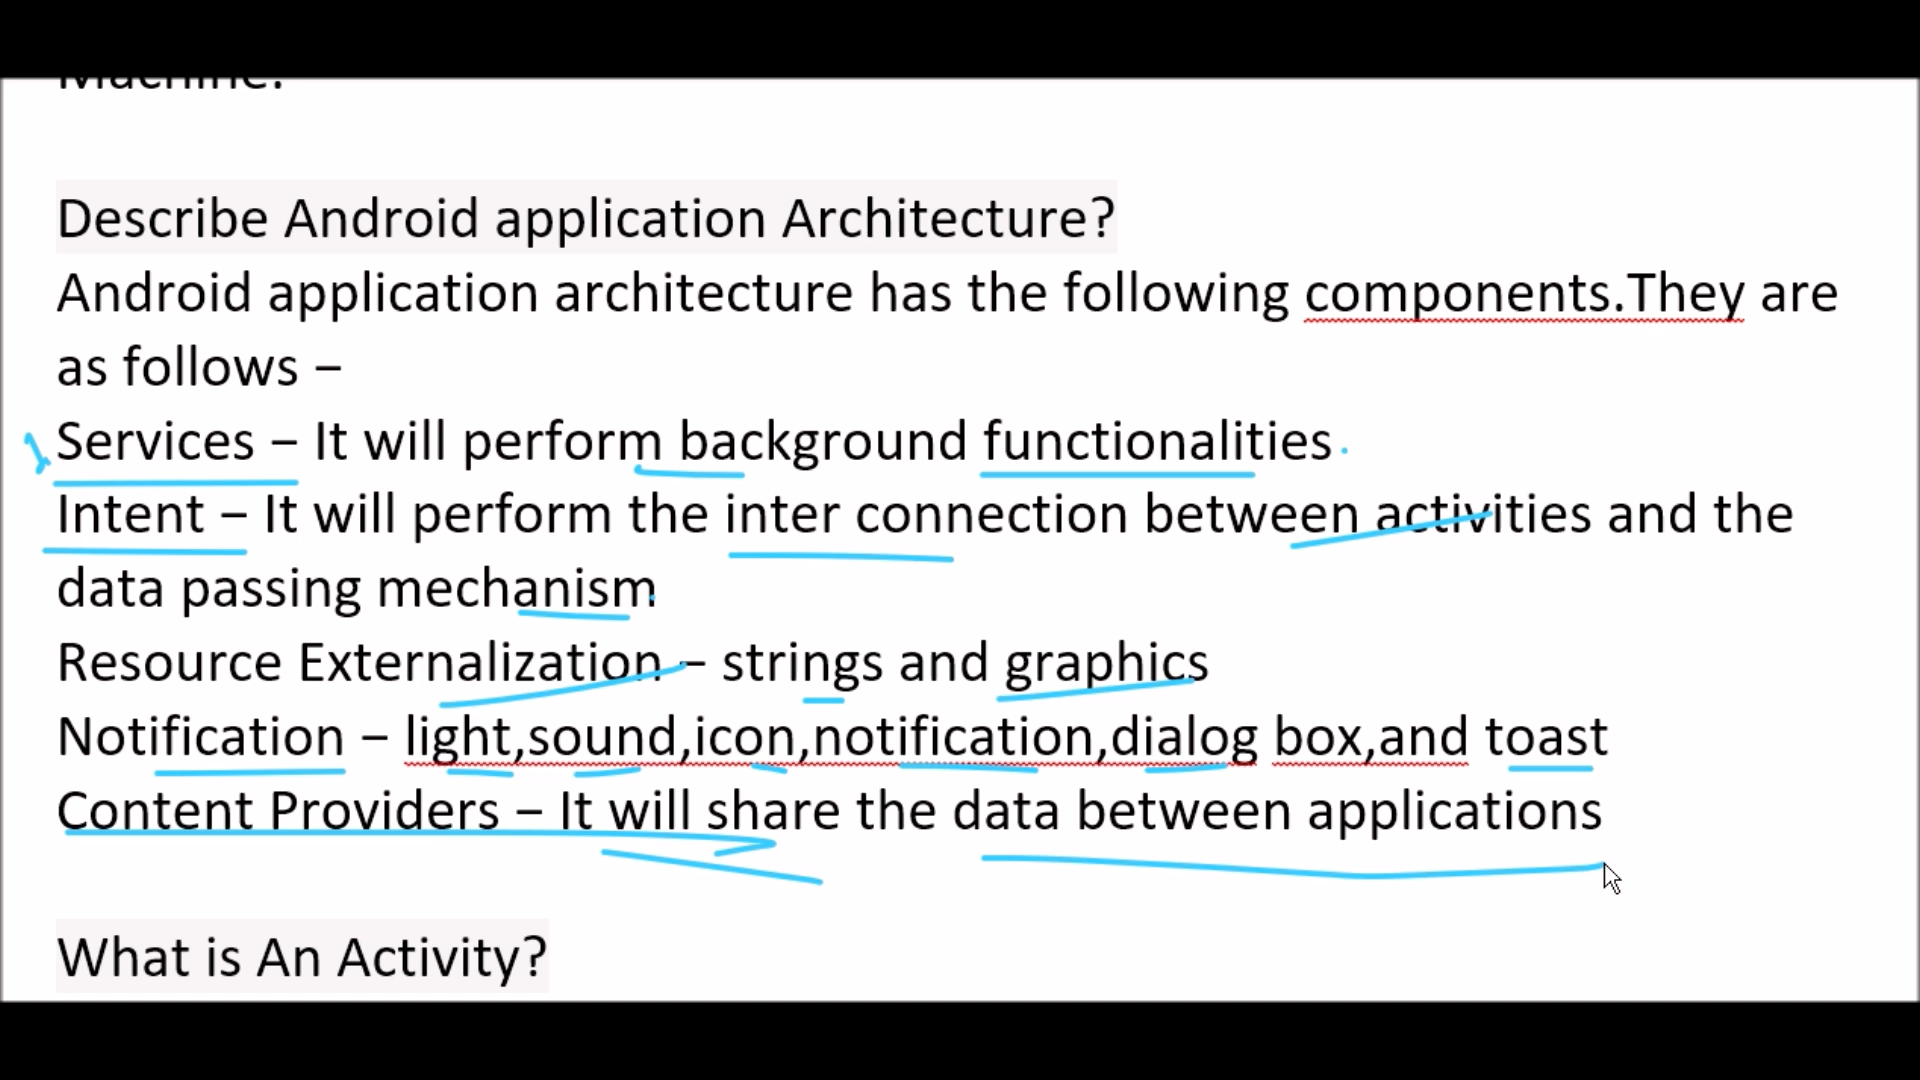 Machine.
Describe Android application Architecture?
Android application architecture has the following components.They are
as follows –
Services – It will perform background functionalities
Intent – It will perform the inter connection between activities and the
data passing mechanism
Resource Externalization – strings and graphics
Notification – light,sound,icon,notification,dialog box,and toast
Content Providers – It will share the data between applications
What is An Activity?